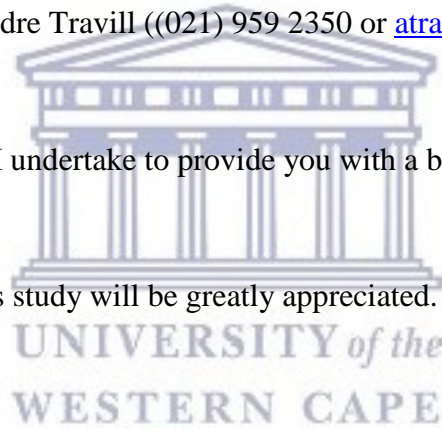 dre Travill ((021) 959 2350 or atra
I undertake to provide you with a b
s study will be greatly appreciated.
UNIVERSITY of the
WESTERN CAPE